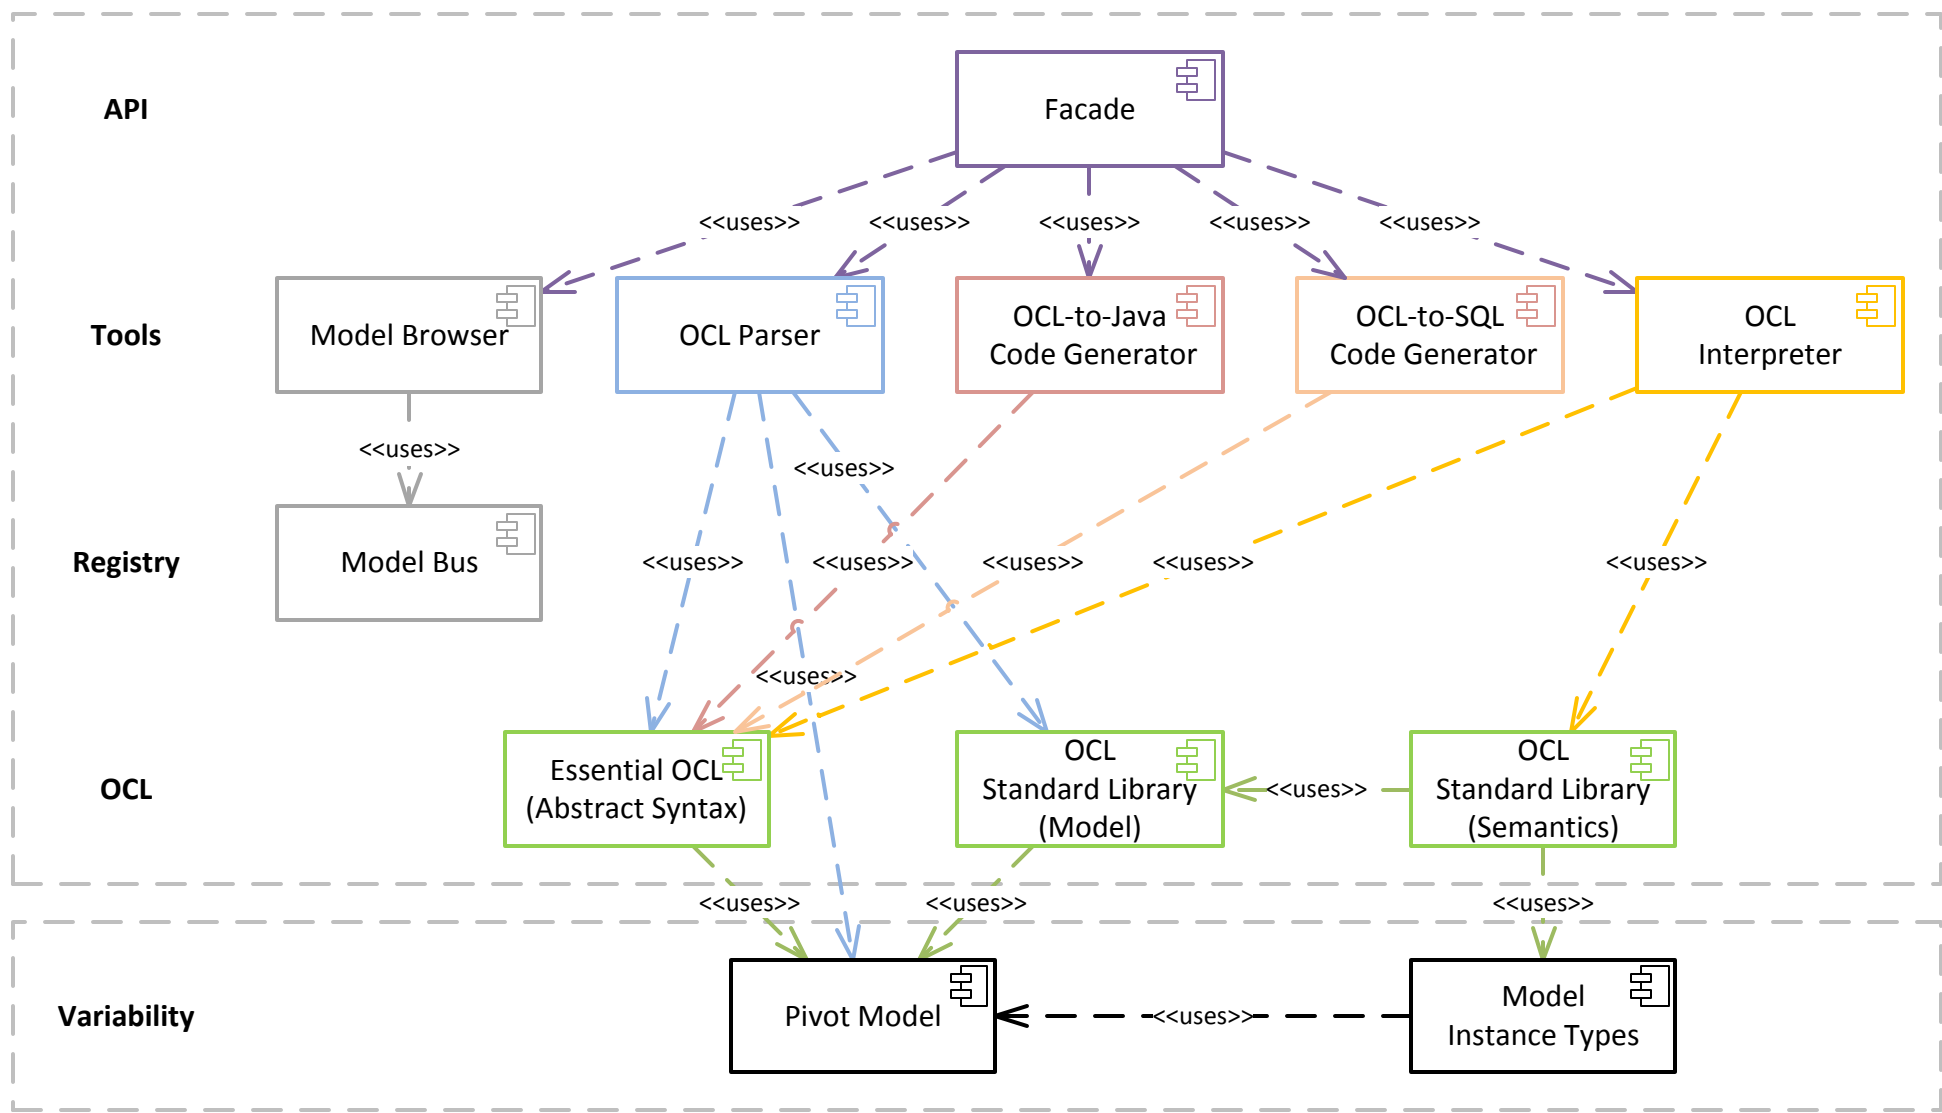 API
Facade
<<uses>>
<<uses>>
<<uses>>
<<uses>>
<<uses>>
Tools
Model Browser
OCL Parser
OCL-to-Java
Code Generator
OCL-to-SQL
Code Generator
OCL
Interpreter
<<uses>>
<<uses>>
Registry
Model Bus
<<uses>>
<<uses>>
<<uses>>
<<uses>>
<<uses>>
<<uses>>
OCL
Essential OCL
(Abstract Syntax)
OCL
Standard Library
(Model)
<<uses>>
OCL
Standard Library
(Semantics)
<<uses>>
<<uses>>
<<uses>>
Variability
Pivot Model
<<uses>>
Model
Instance Types